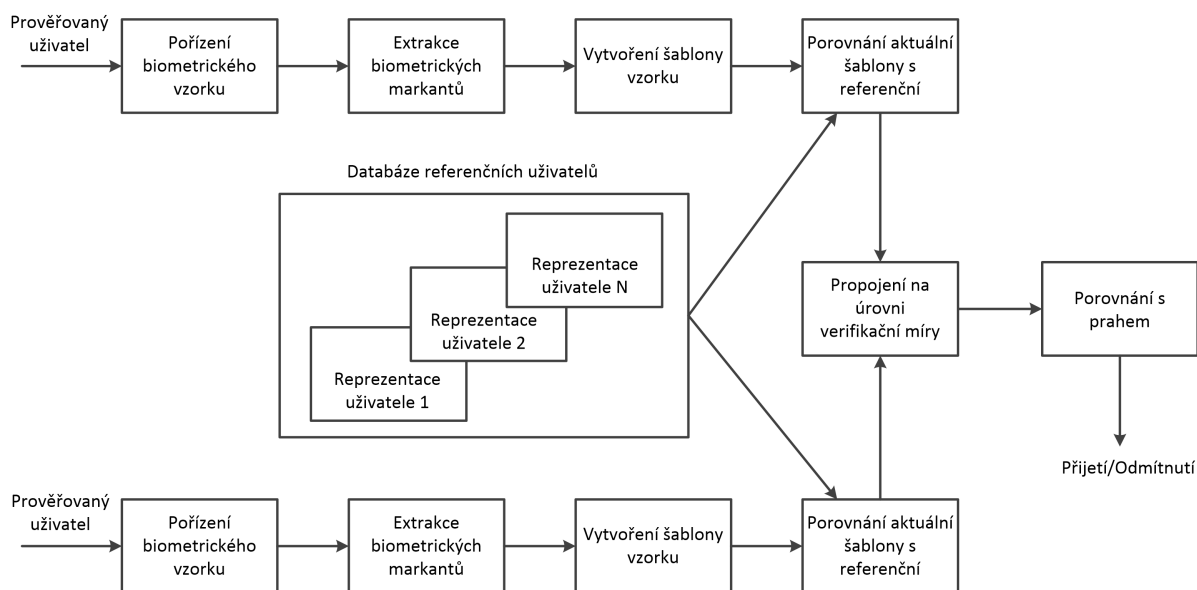 Prověřovaný
uživatel
Pořízení
biometrického
vzorku
Extrakce
biometrických
markantů
Vytvoření šablony
vzorku
Porovnání aktuální
šablony s
referenční
Databáze referenčních uživatelů
Reprezentace
uživatele N
Reprezentace
uživatele 2
Reprezentace
uživatele 1
Propojení na
úrovni
verifikační míry
Porovnání s
prahem
Přijetí/Odmítnutí
Prověřovaný
uživatel
Pořízení
biometrického
vzorku
Extrakce
biometrických
markantů
Vytvoření šablony
vzorku
Porovnání aktuální
šablony s
referenční